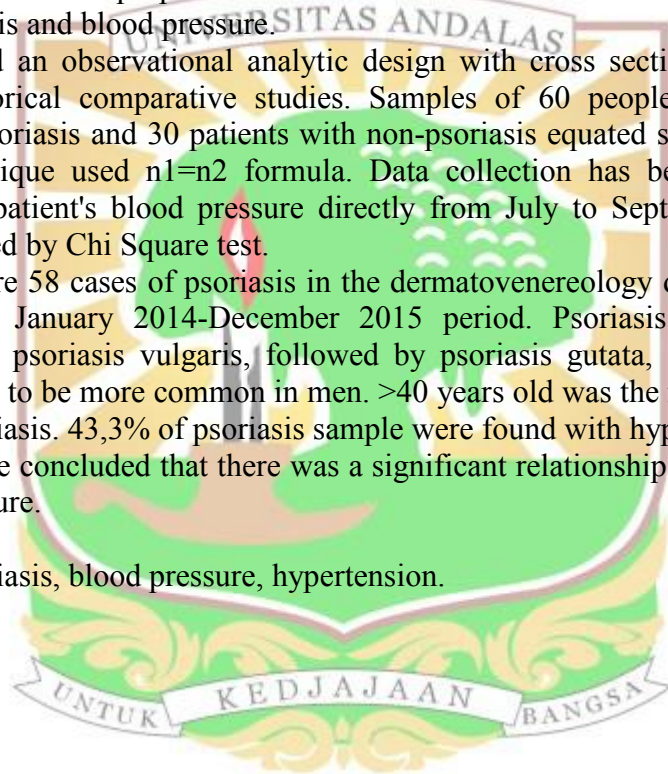 is and blood pressure.
UNIVERSITAS ANDALAS
an observational analytic design with cross secti
orical comparative studies. Samples of 60 people
oriasis and 30 patients with non-psoriasis equated s
ique used n1=n2 formula. Data collection has be
patient's blood pressure directly from July to Sept
ed by Chi Square test.
re 58 cases of psoriasis in the dermatovenereology
January 2014-December 2015 period. Psoriasis
psoriasis vulgaris, followed by psoriasis gutata,
to be more common in men. >40 years old was the
iasis. 43,3% of psoriasis sample were found with hyp
e concluded that there was a significant relationship
ure.
iasis, blood pressure, hypertension.
UNTUK KEDJAJAAN BANGSA